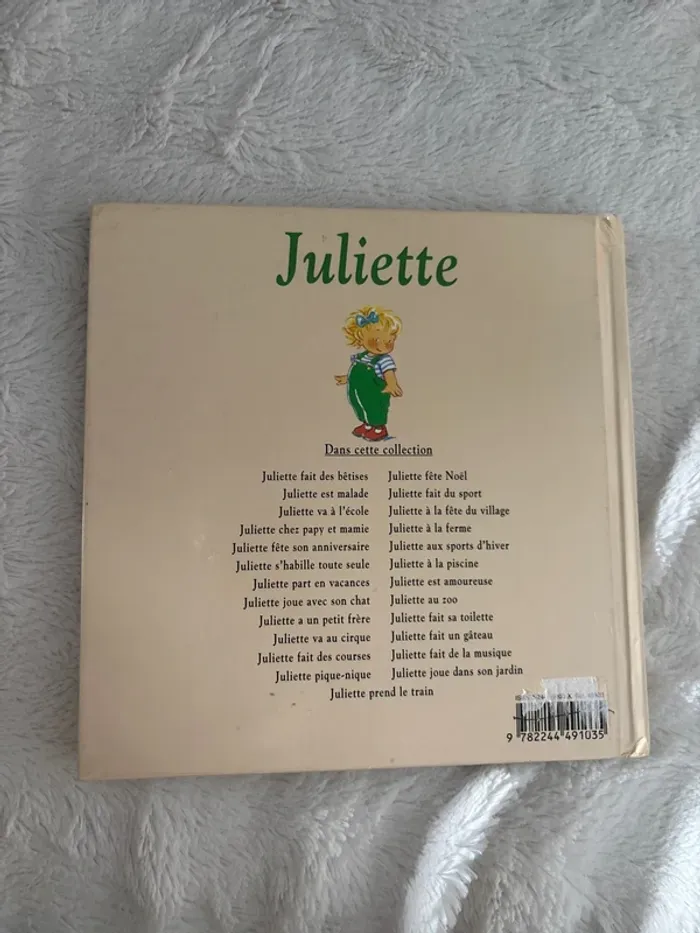 Juliette
Dans cette collection
Juliette fait des bêtises
Juliette est malade
Juliette va à l'école
Juliette chez papy et mamie
Juliette fête son anniversaire
Juliette s'habille toute seule
Juliette part en vacances
Juliette joue avec son chat
Juliette a un petit frère
Juliette va au cirque
Juliette fait des courses
Juliette pique-nique
Juliette fête Noël
Juliette fait du sport
Juliette à la fête du village
Juliette à la ferme
Juliette aux sports d'hiver
Juliette à la piscine
Juliette est amoureuse
Juliette au zoo
Juliette fait sa toilette
Juliette fait un gâteau
Juliette fait de la musique
Juliette joue dans son jardin
Juliette prend le train
9 782244 491035